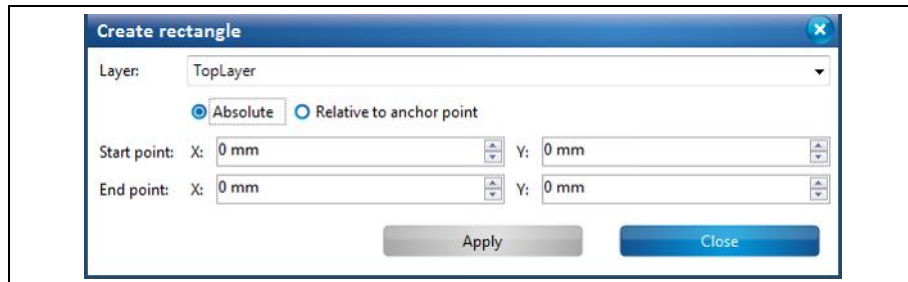 Create rectangle
Layer: TopLayer
Absolute Relative to anchor point
Start point: X: 0 mm Y: 0 mm
End point: X: 0 mm Y: 0 mm
Apply Close